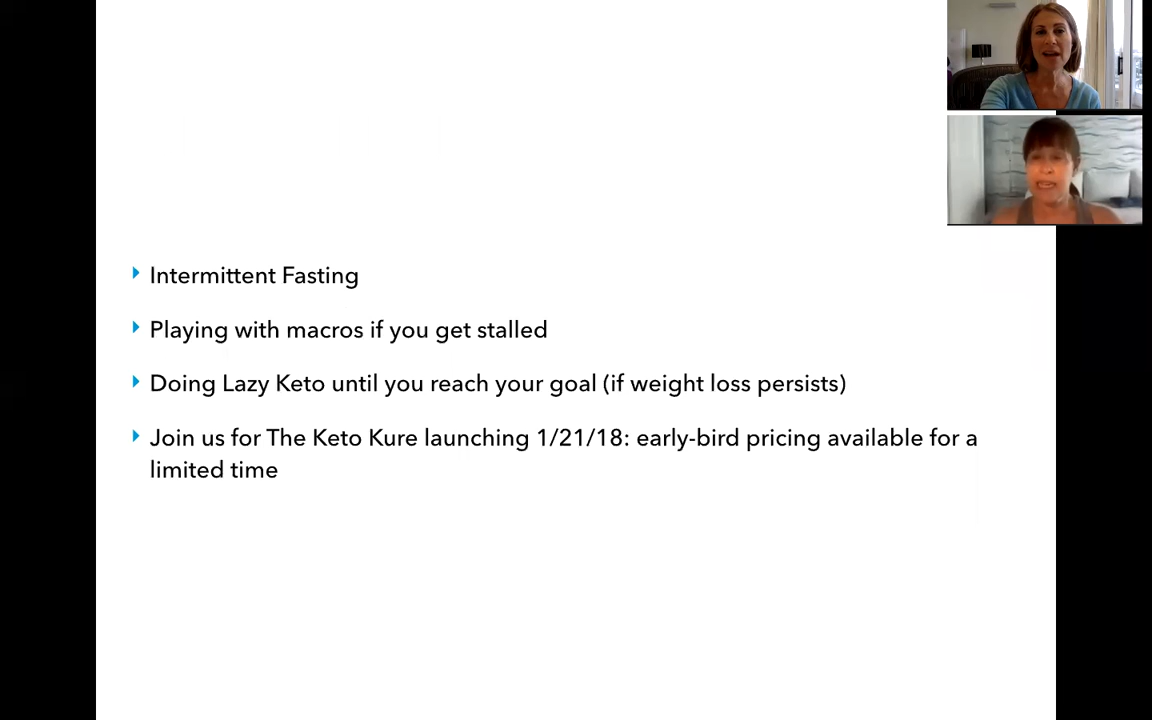 Intermittent Fasting
Playing with macros if you get stalled
Doing Lazy Keto until you reach your goal (if weight loss persists)
Join us for The Keto Kure launching 1/21/18: early-bird pricing available for a
limited time